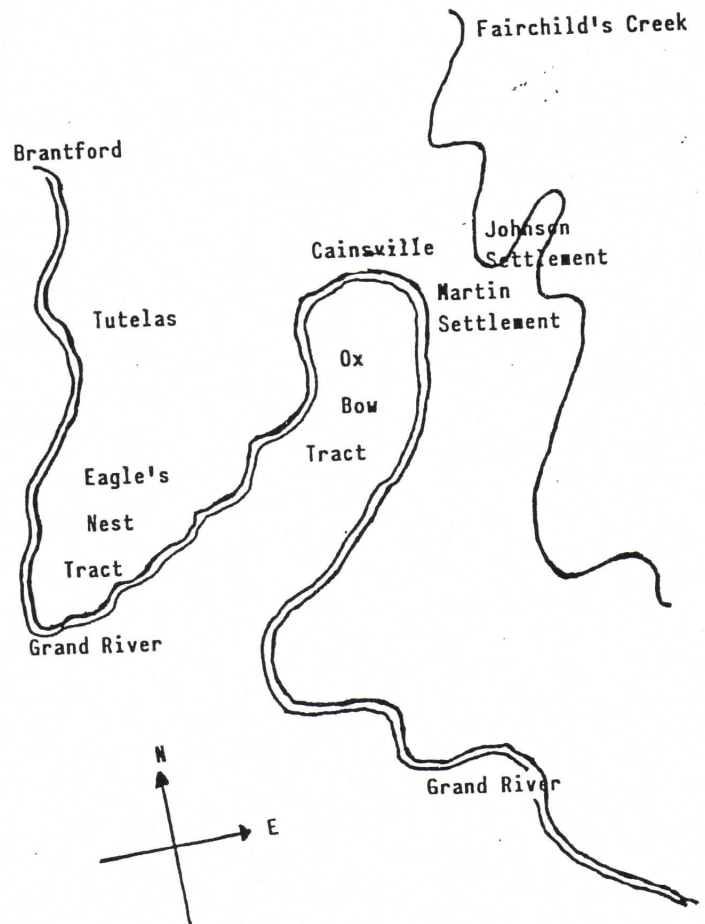 Fairchild's Creek
Brantford
Johnson
Settlement
Cainsville
Martin
Settlement
Tutelas
Ox
Bow
Tract
Eagle's
Nest
Tract
Grand River
Grand River
N
E